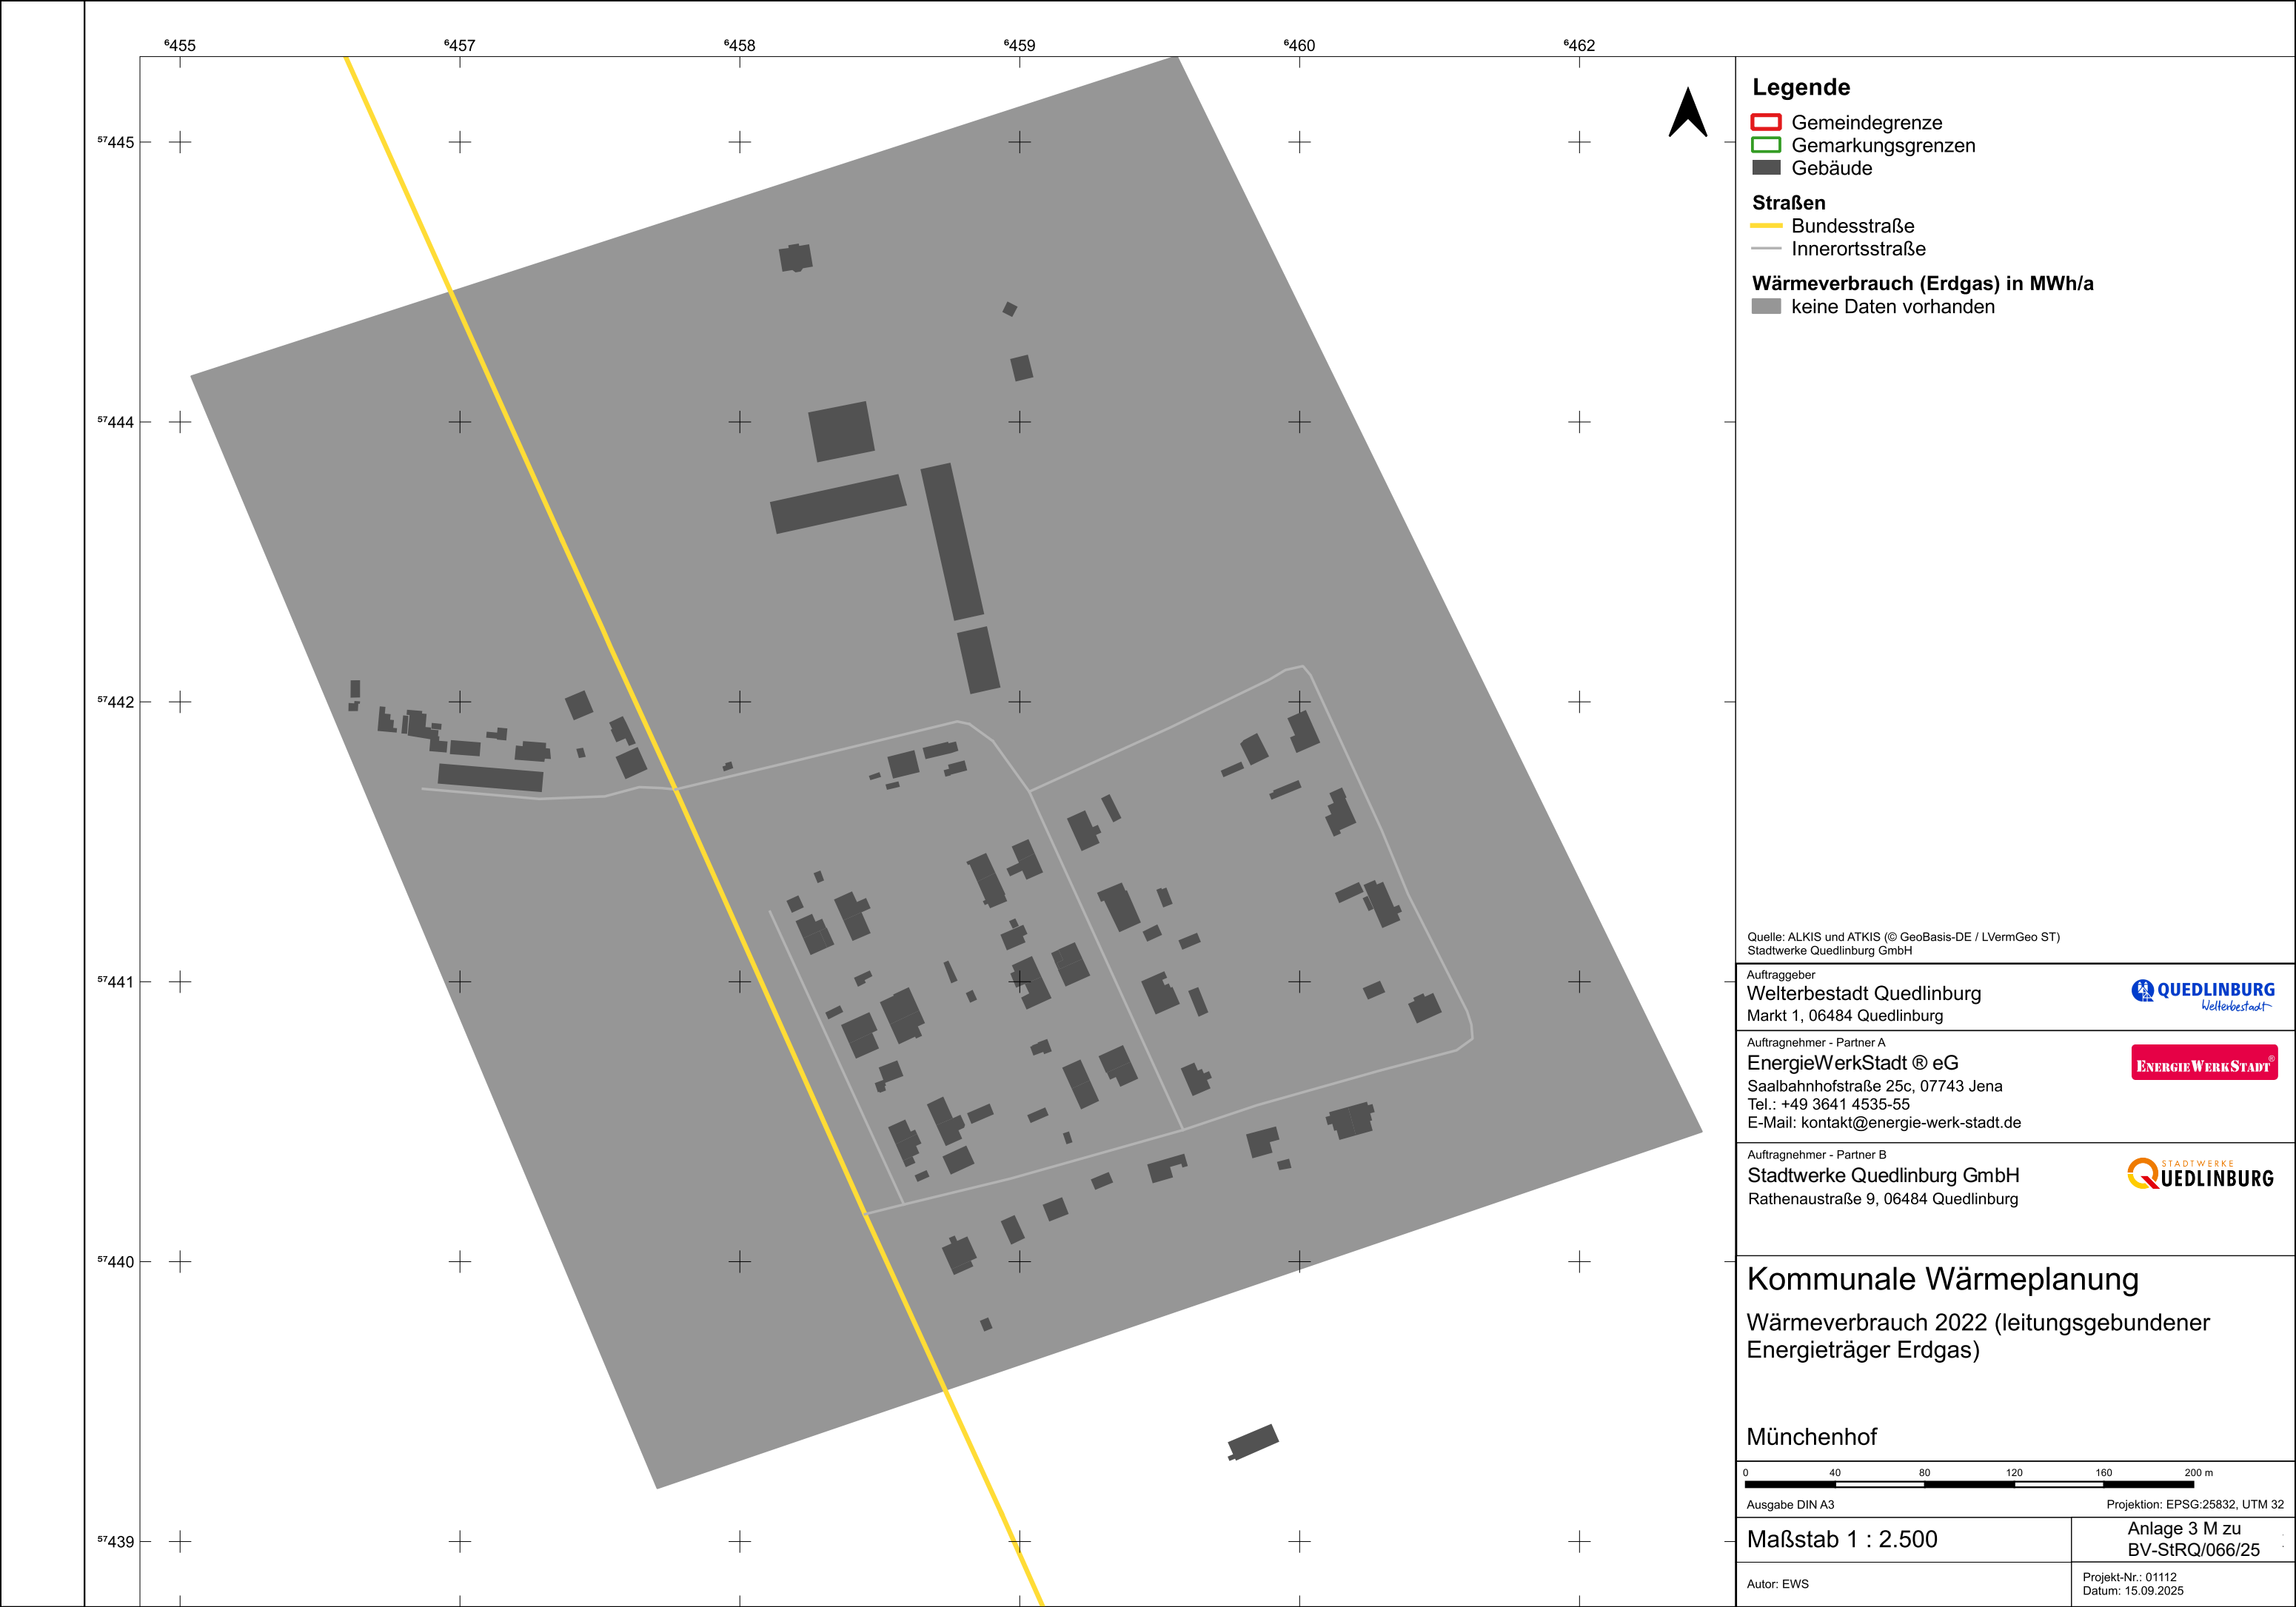 ⁶455 ⁶457 ⁶458 ⁶459 ⁶460 ⁶462
⁵⁷445
⁵⁷444
⁵⁷442
⁵⁷441
⁵⁷440
⁵⁷439
Legende
Gemeindegrenze
Gemarkungsgrenzen
Gebäude
Straßen
Bundesstraße
Innerortsstraße
Wärmeverbrauch (Erdgas) in MWh/a
keine Daten vorhanden
Quelle: ALKIS und ATKIS (© GeoBasis-DE / LVermGeo ST)
Stadtwerke Quedlinburg GmbH
Auftraggeber
Welterbestadt Quedlinburg
Markt 1, 06484 Quedlinburg
QUEDLINBURG
Welterbestadt
Auftragnehmer - Partner A
EnergieWerkStadt ® eG
Saalbahnhofstraße 25c, 07743 Jena
Tel.: +49 3641 4535-55
E-Mail: kontakt@energie-werk-stadt.de
ENERGIEWERKSTADT®
Auftragnehmer - Partner B
Stadtwerke Quedlinburg GmbH
Rathenaustraße 9, 06484 Quedlinburg
STADTWERKE
QUEDLINBURG
Kommunale Wärmeplanung
Wärmeverbrauch 2022 (leitungsgebundener
Energieträger Erdgas)
Münchenhof
0 40 80 120 160 200 m
Ausgabe DIN A3 Projektion: EPSG:25832, UTM 32
Maßstab 1 : 2.500
Anlage 3 M zu
BV-StRQ/066/25
Autor: EWS
Projekt-Nr.: 01112
Datum: 15.09.2025